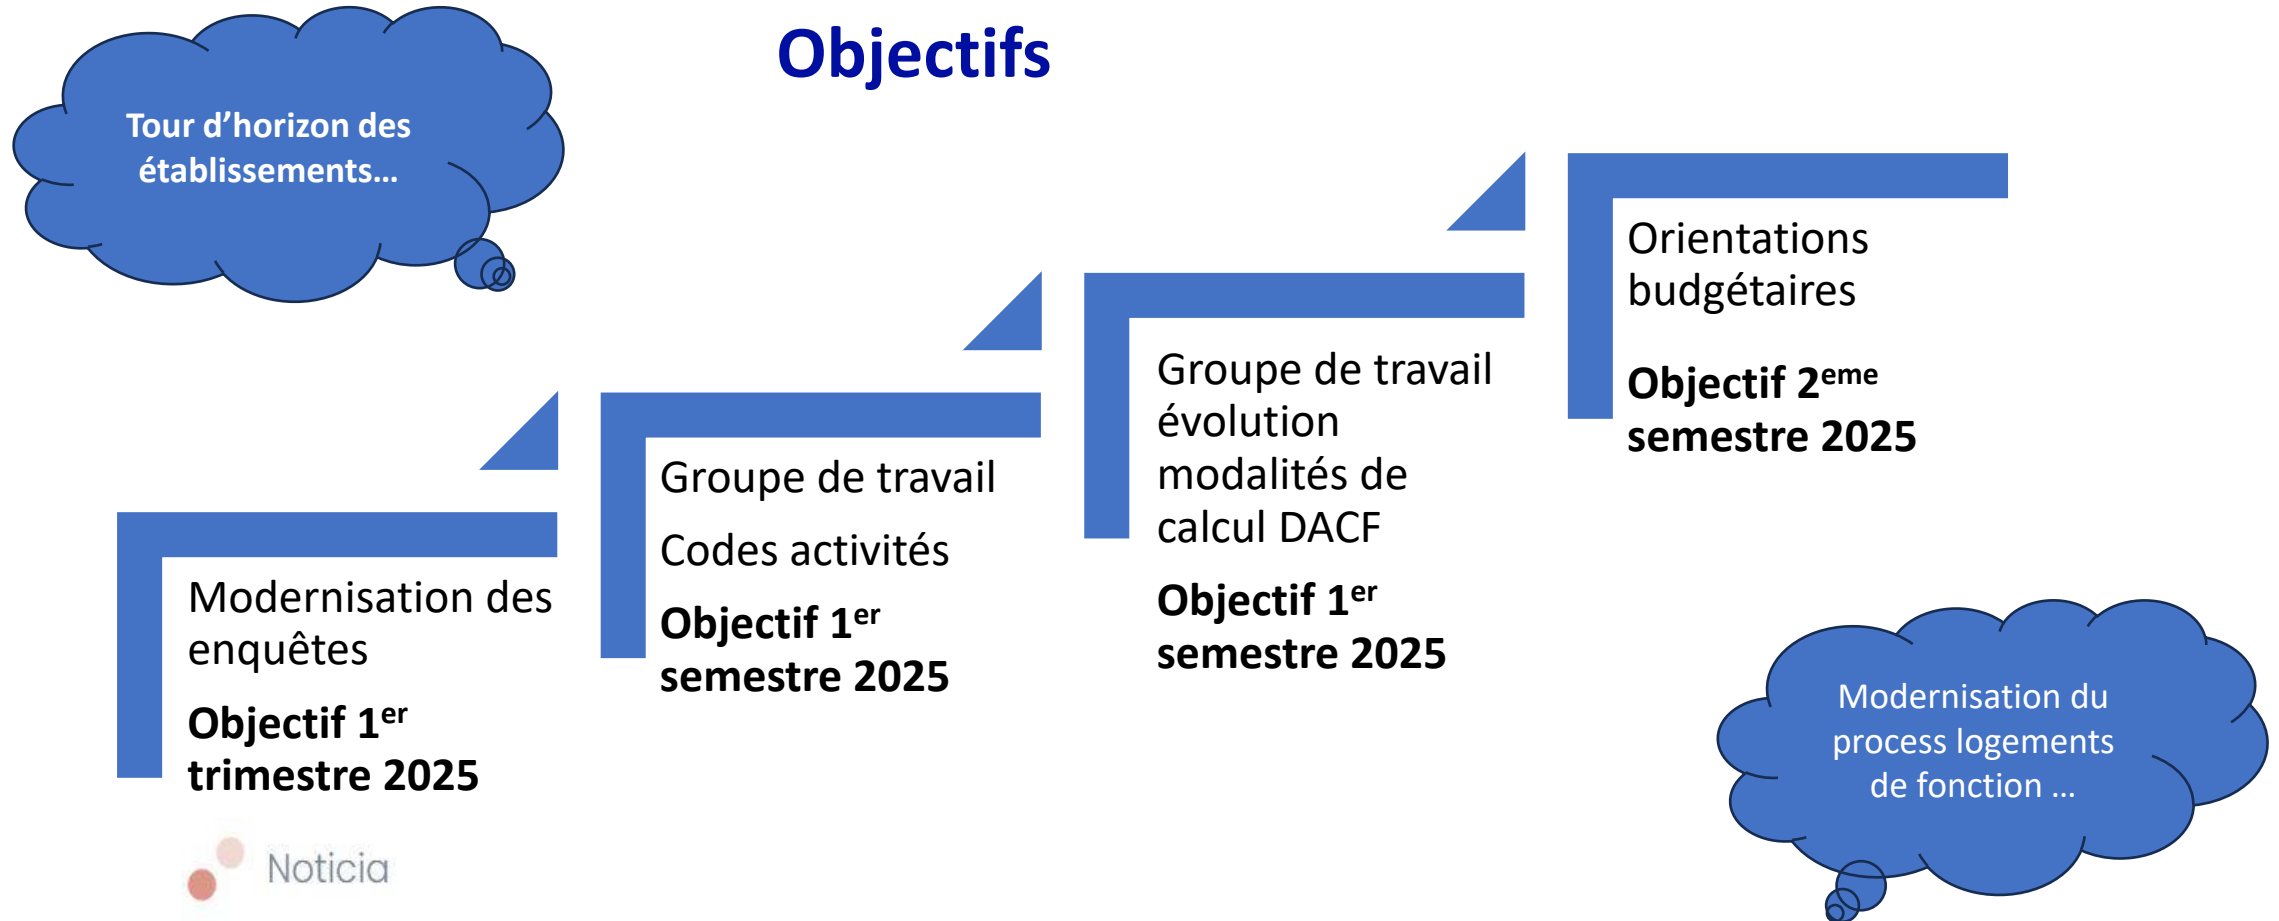 Objectifs
Tour d’horizon des
établissements…
Modernisation des
enquêtes
Objectif 1er
trimestre 2025
Noticia
Groupe de travail
Codes activités
Objectif 1er
semestre 2025
Groupe de travail
évolution
modalités de
calcul DACF
Objectif 1er
semestre 2025
Orientations
budgétaires
Objectif 2eme
semestre 2025
Modernisation du
process logements
de fonction …